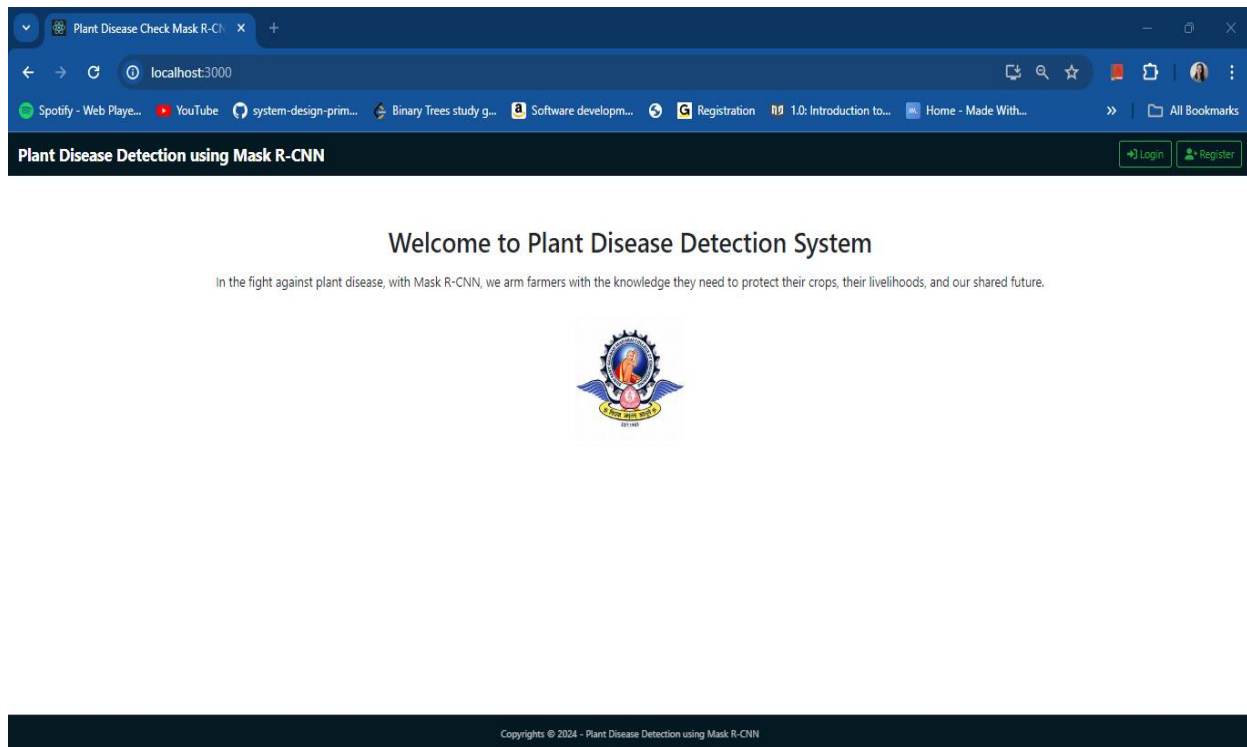 Plant Disease Check Mask R-CN
localhost:3000
Spotify - Web Playe... YouTube system-design-prim... Binary Trees study g... Software developm... Registration 1.0: Introduction to... Home - Made With... » All Bookmarks
Plant Disease Detection using Mask R-CNN Login Register
Welcome to Plant Disease Detection System
In the fight against plant disease, with Mask R-CNN, we arm farmers with the knowledge they need to protect their crops, their livelihoods, and our shared future.
Copyrights © 2024 - Plant Disease Detection using Mask R-CNN